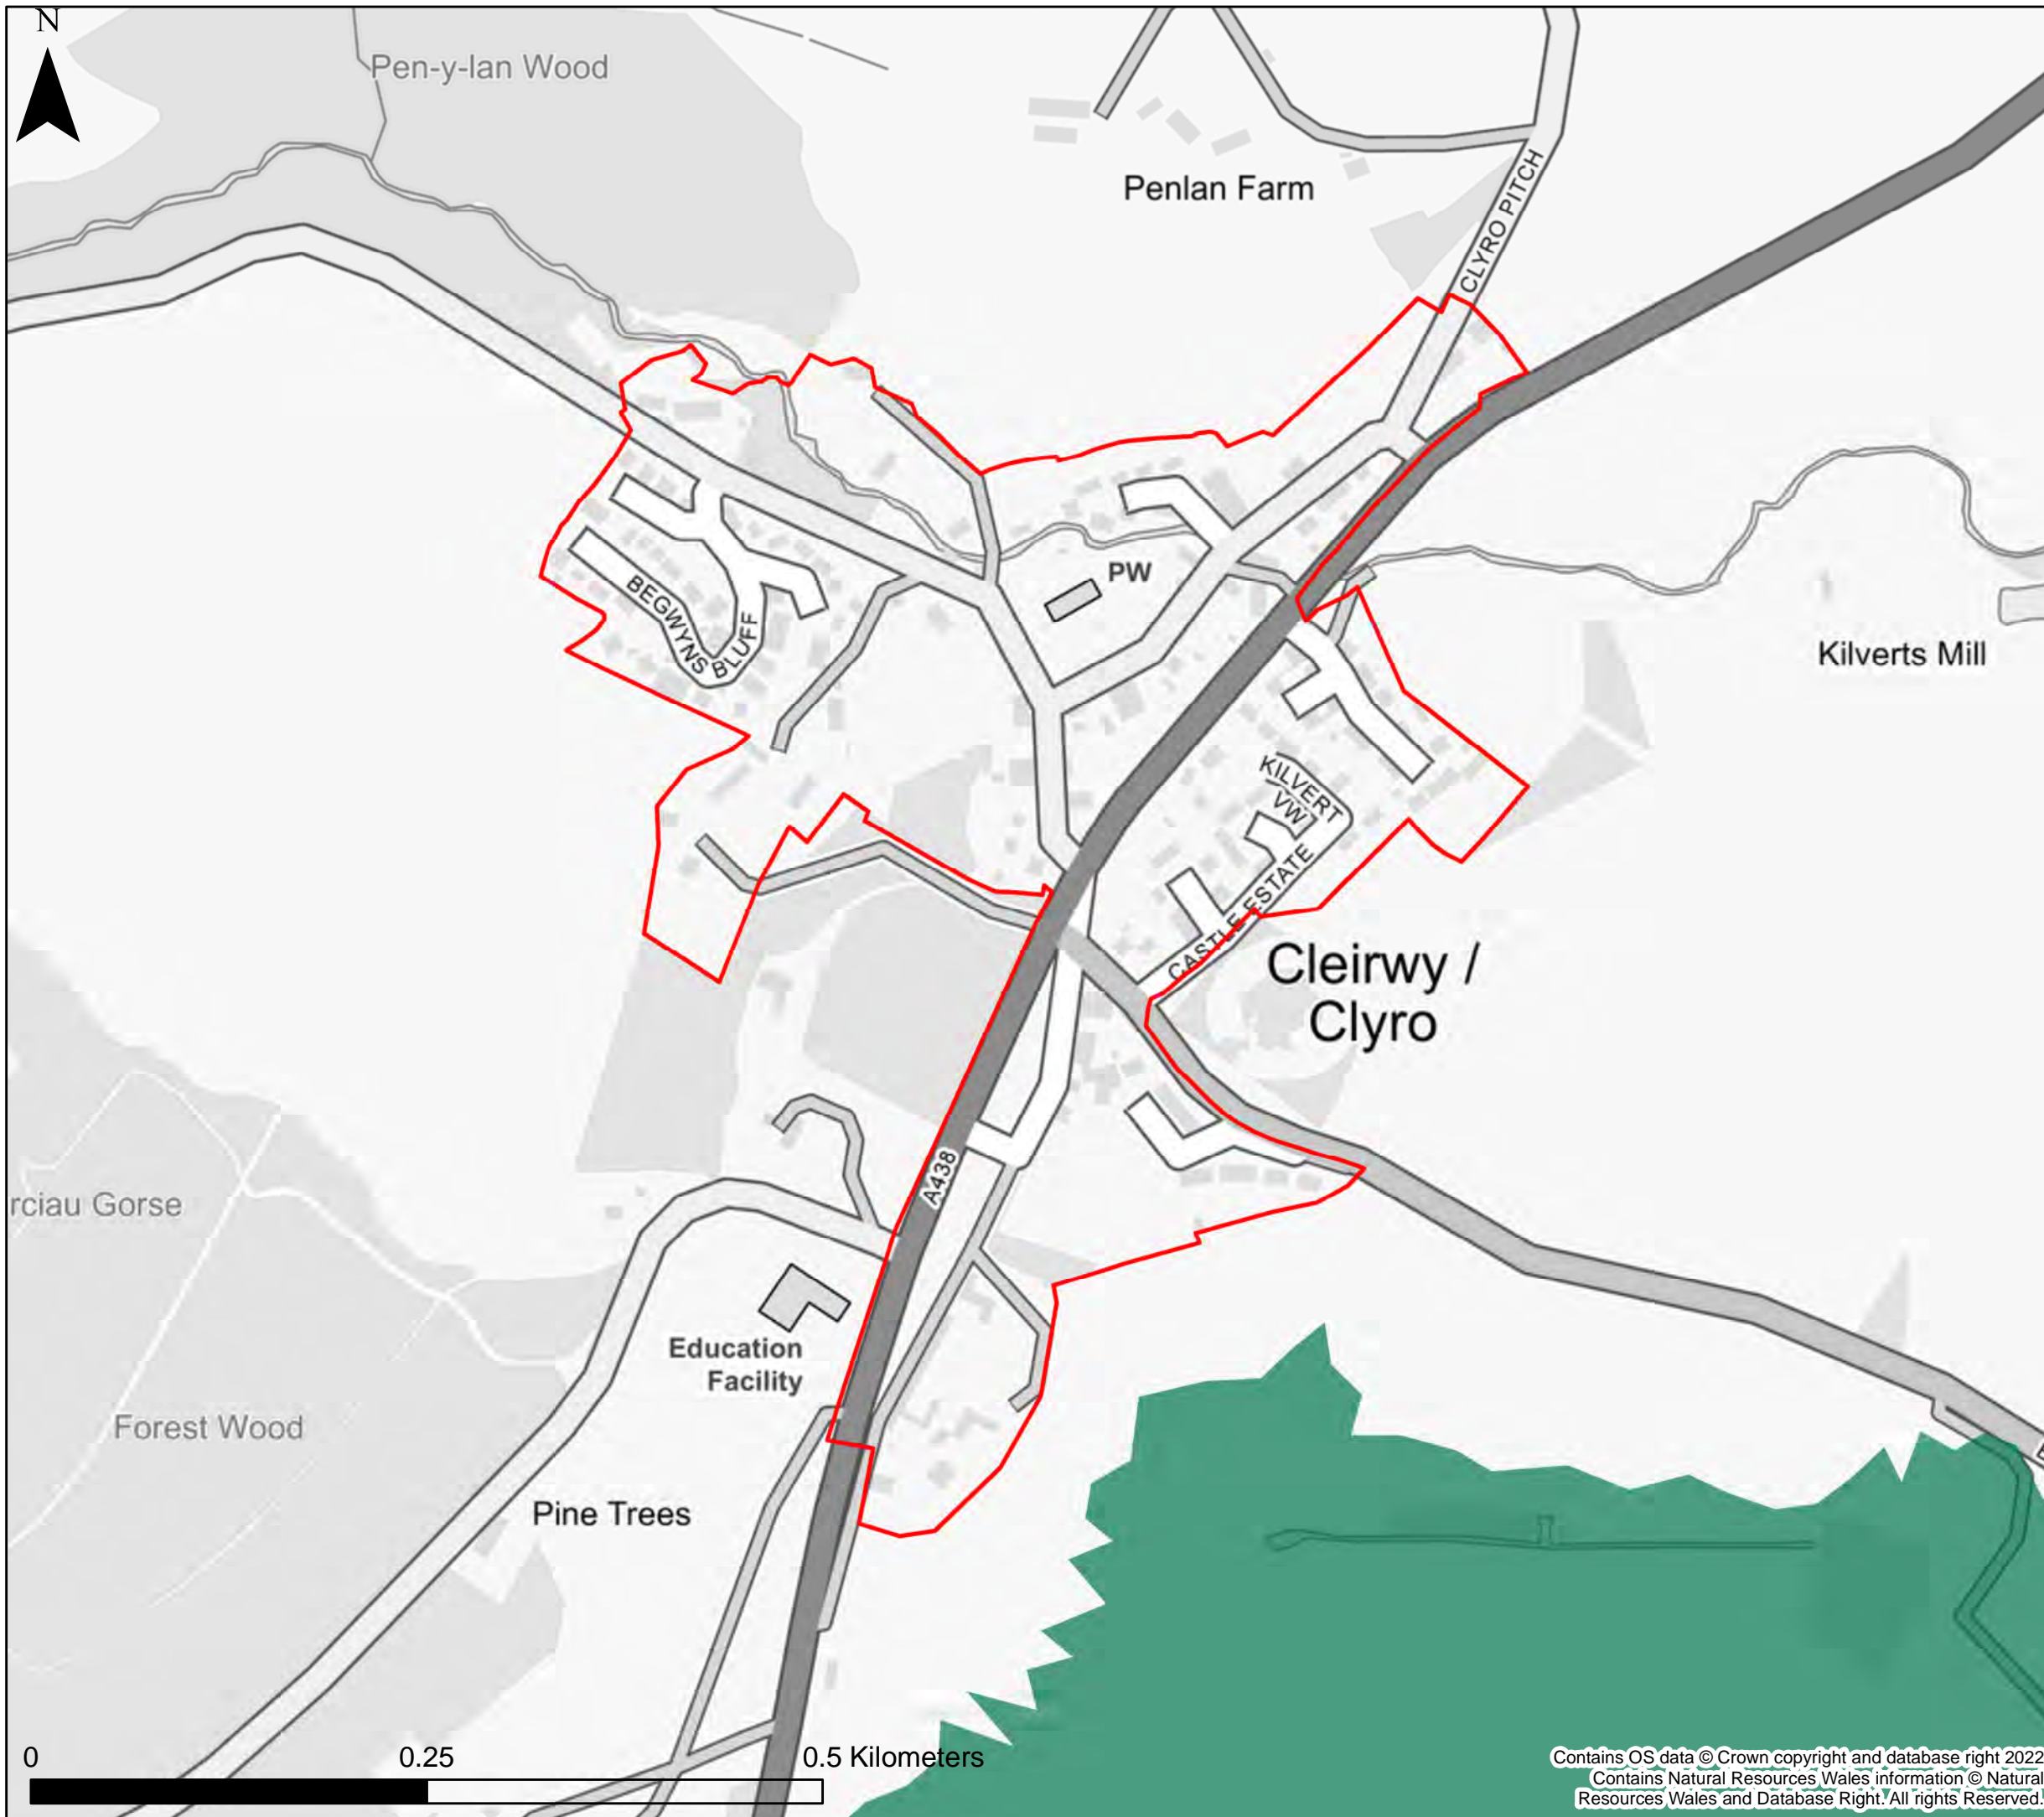 N
Pen-y-lan Wood
Penlan Farm
CLYRO PITCH
PW
BEGWYNS BLUFF
Kilverts Mill
KILVERT
VW
CASTLE ESTATE
Cleirwy /
Clyro
A438
rciau Gorse
Education
Facility
Forest Wood
Pine Trees
0
0.25
0.5 Kilometers
Contains OS data © Crown copyright and database right 2022
Contains Natural Resources Wales information © Natural
Resources Wales and Database Right. All rights Reserved.